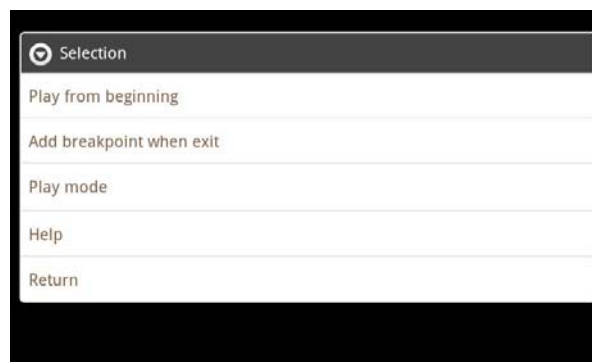 Selection
Play from beginning
Add breakpoint when exit
Play mode
Help
Return